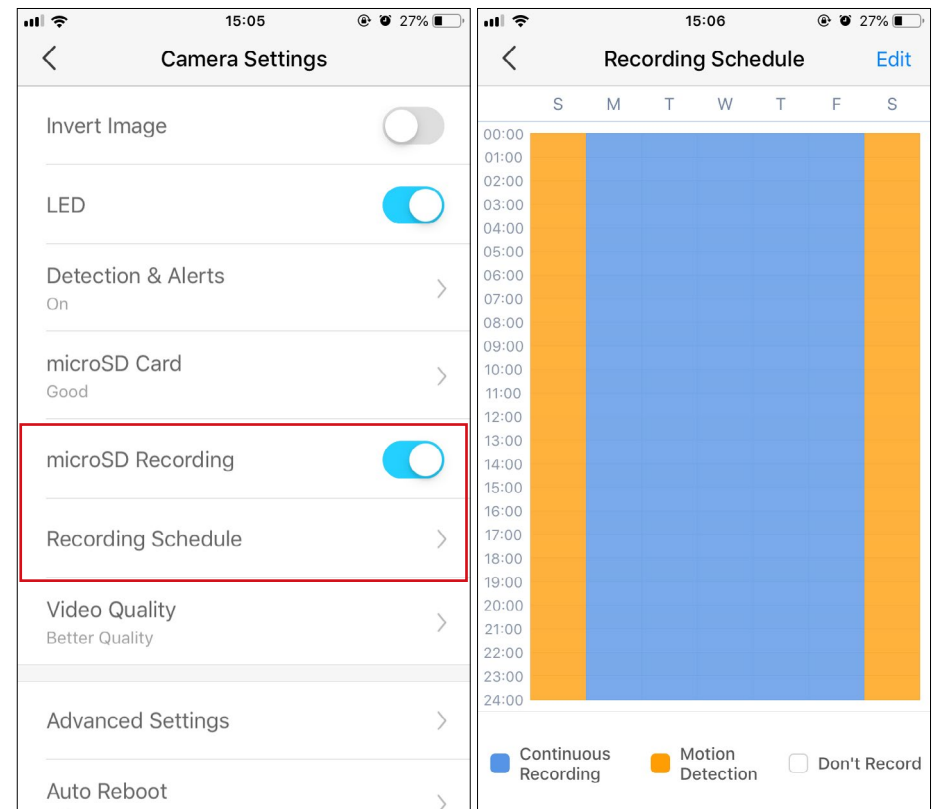 15:05
27%
Camera Settings
Invert Image
LED
Detection & Alerts
On
microSD Card
Good
microSD Recording
Recording Schedule
Video Quality
Better Quality
Advanced Settings
Auto Reboot
15:06
27%
Recording Schedule
Edit
S M T W T F S
00:00
01:00
02:00
03:00
04:00
05:00
06:00
07:00
08:00
09:00
10:00
11:00
12:00
13:00
14:00
15:00
16:00
17:00
18:00
19:00
20:00
21:00
22:00
23:00
24:00
Continuous
Recording
Motion
Detection
Don't Record